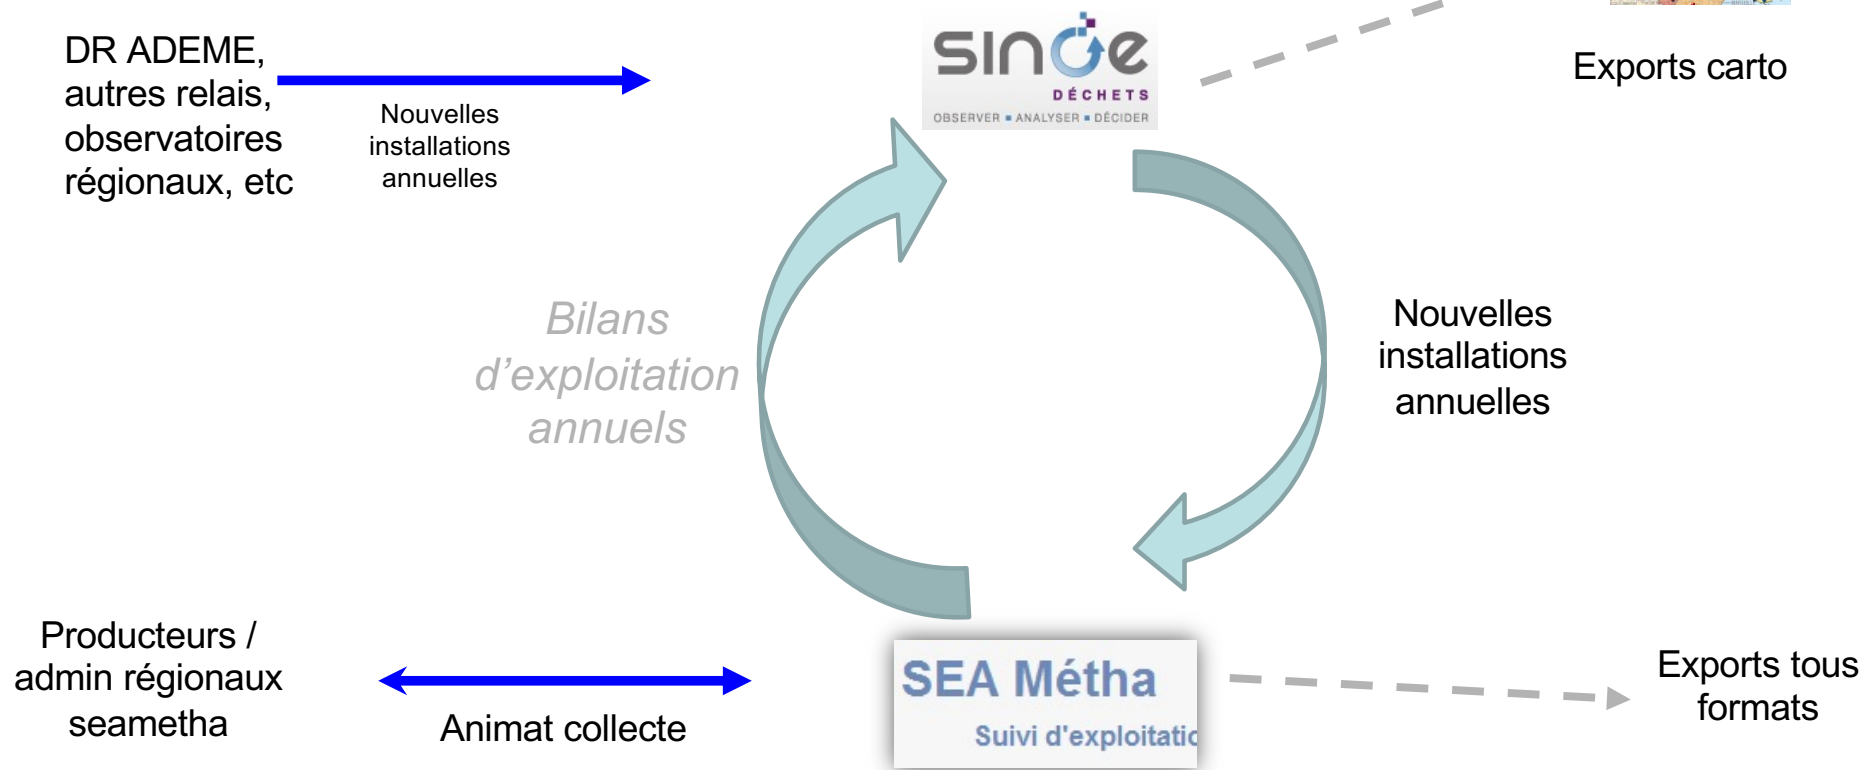 DR ADEME,
autres relais,
observatoires
régionaux, etc
Nouvelles
installations
annuelles
SINOE
DÉCHETS
OBSERVER ■ ANALYSER ■ DÉCIDER
Exports carto
Bilans
d’exploitation
annuels
Nouvelles
installations
annuelles
Producteurs /
admin régionaux
seametha
Animat collecte
SEA Métha
Suivi d'exploitatio
Exports tous
formats